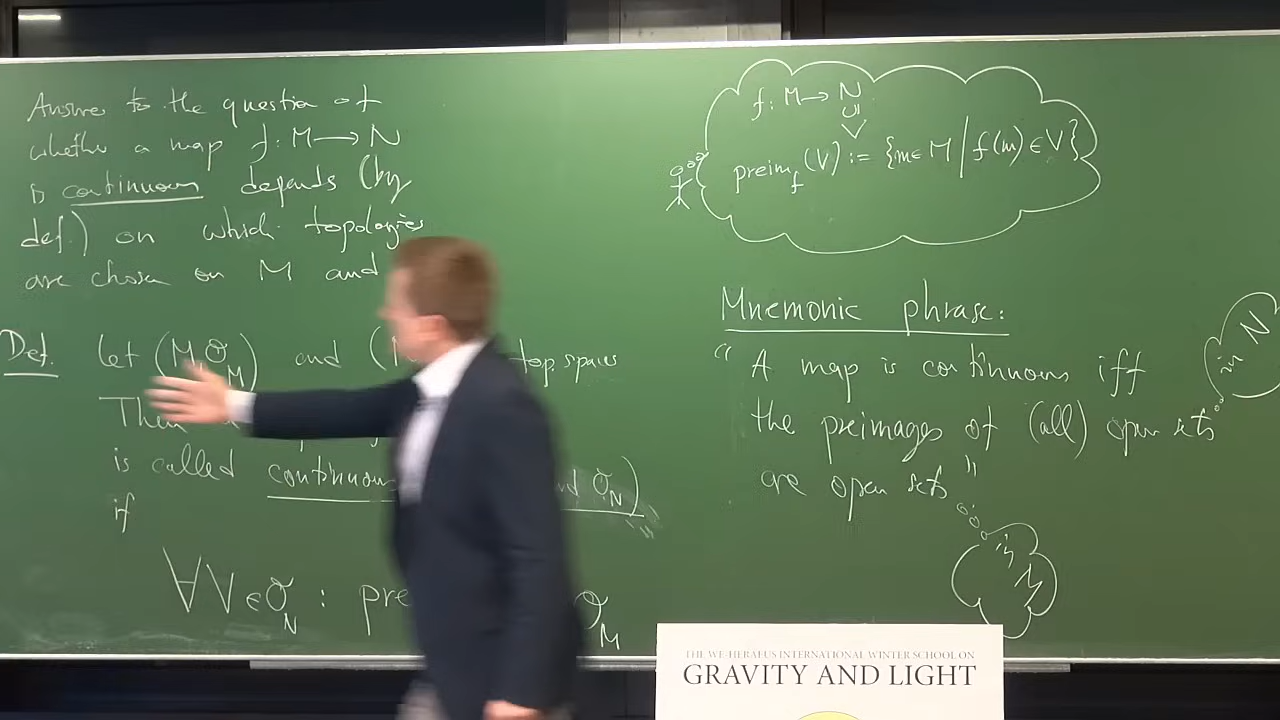 Answer to the question of
whether a map f: M → N
is continuous depends (by
def.) on which topologies
are chosen on M and
Def. let (M, O_M) and ( top. spaces
Then
is called continuous O_N)
if
∀ V ∈ O_N : pre O_M
f: M → N
⊆
V
preim_f (V) := {m ∈ M | f(m) ∈ V}
Mnemonic phrase:
"A map is continuous iff
the preimages of (all) open sets
are open sets"
in N
in M
THE WE-HERAEUS INTERNATIONAL WINTER SCHOOL ON
GRAVITY AND LIGHT